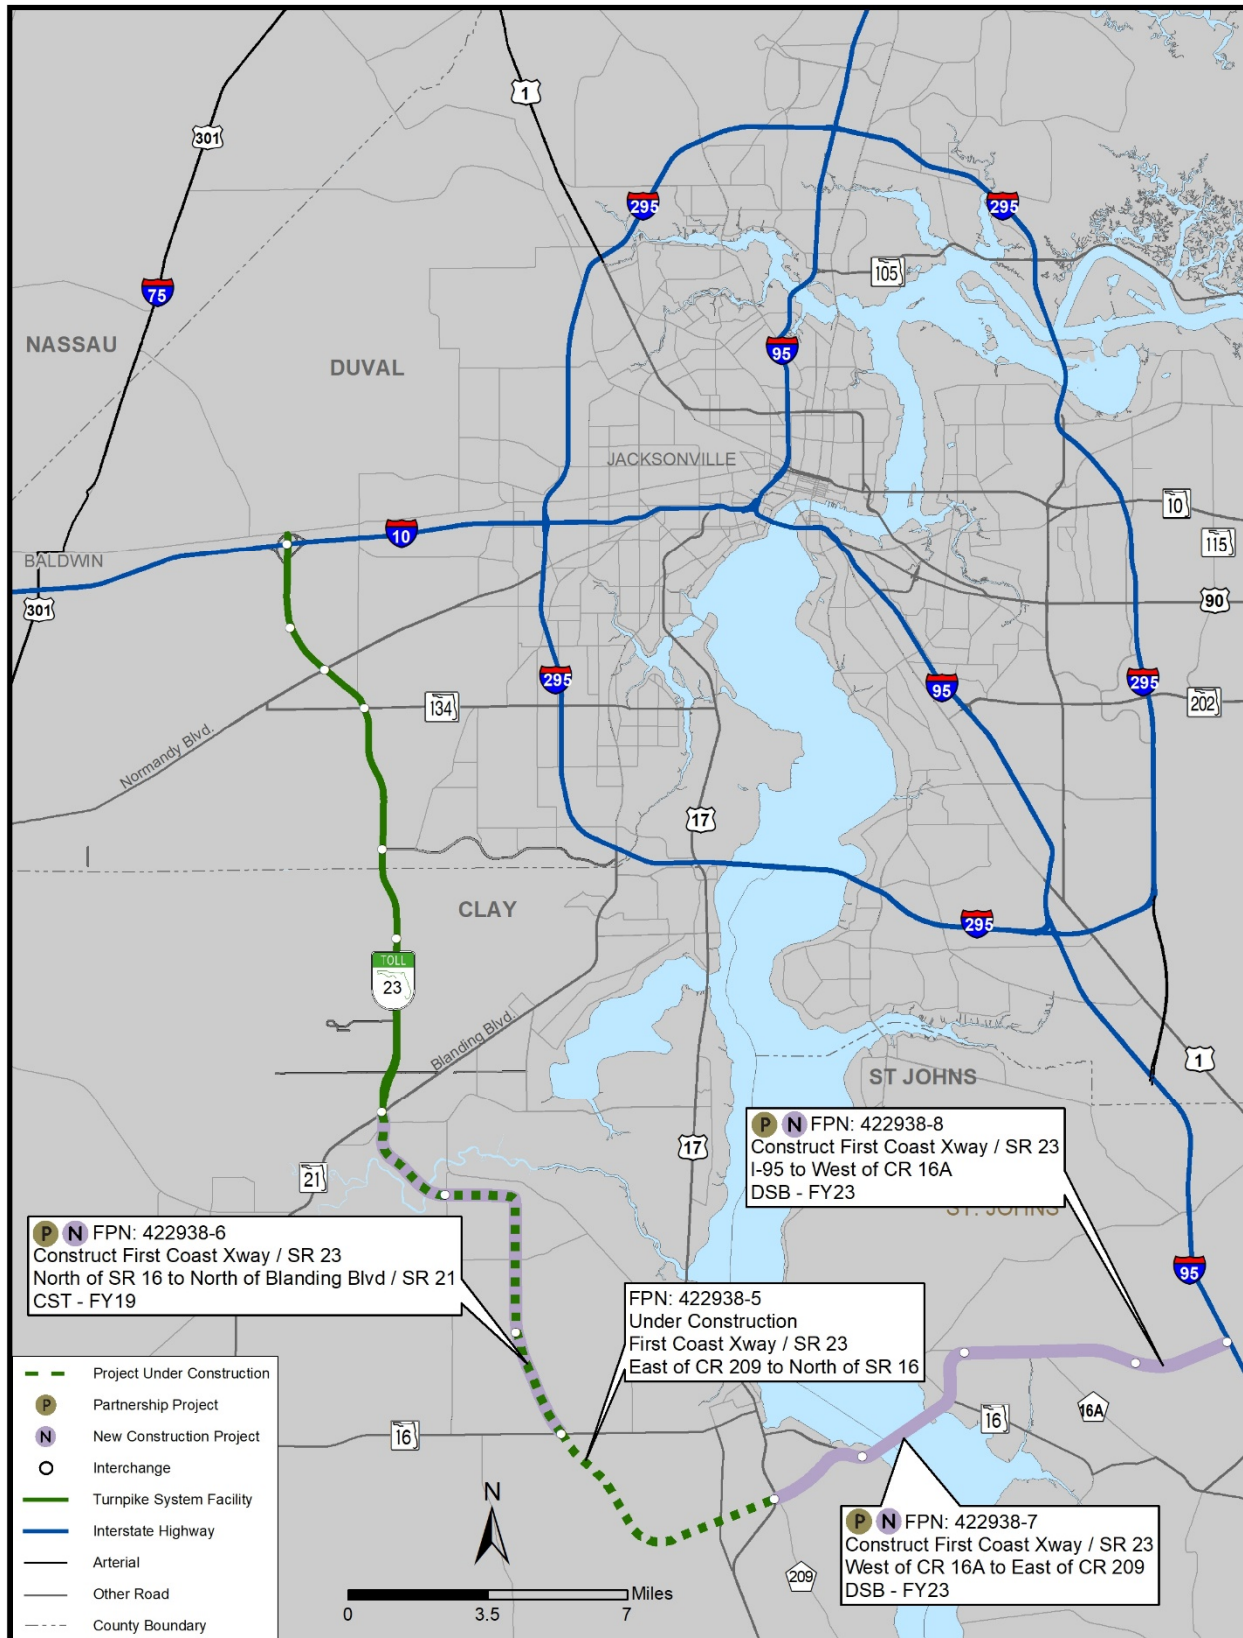 1
301
295
295
105
75
NASSAU
DUVAL
95
JACKSONVILLE
10
115
10
BALDWIN
301
90
295
95
295
202
134
Normandy Blvd.
17
CLAY
295
TOLL
23
Blanding Blvd.
1
ST JOHNS
P N FPN: 422938-8
Construct First Coast Xway / SR 23
I-95 to West of CR 16A
DSB - FY23
17
21
ST. JOHNS
P N FPN: 422938-6
Construct First Coast Xway / SR 23
North of SR 16 to North of Blanding Blvd / SR 21
CST - FY19
95
FPN: 422938-5
Under Construction
First Coast Xway / SR 23
East of CR 209 to North of SR 16
Project Under Construction
P Partnership Project
N New Construction Project
Interchange
Turnpike System Facility
Interstate Highway
Arterial
Other Road
County Boundary
16
16
16A
N
P N FPN: 422938-7
Construct First Coast Xway / SR 23
West of CR 16A to East of CR 209
DSB - FY23
209
Miles
0 3.5 7